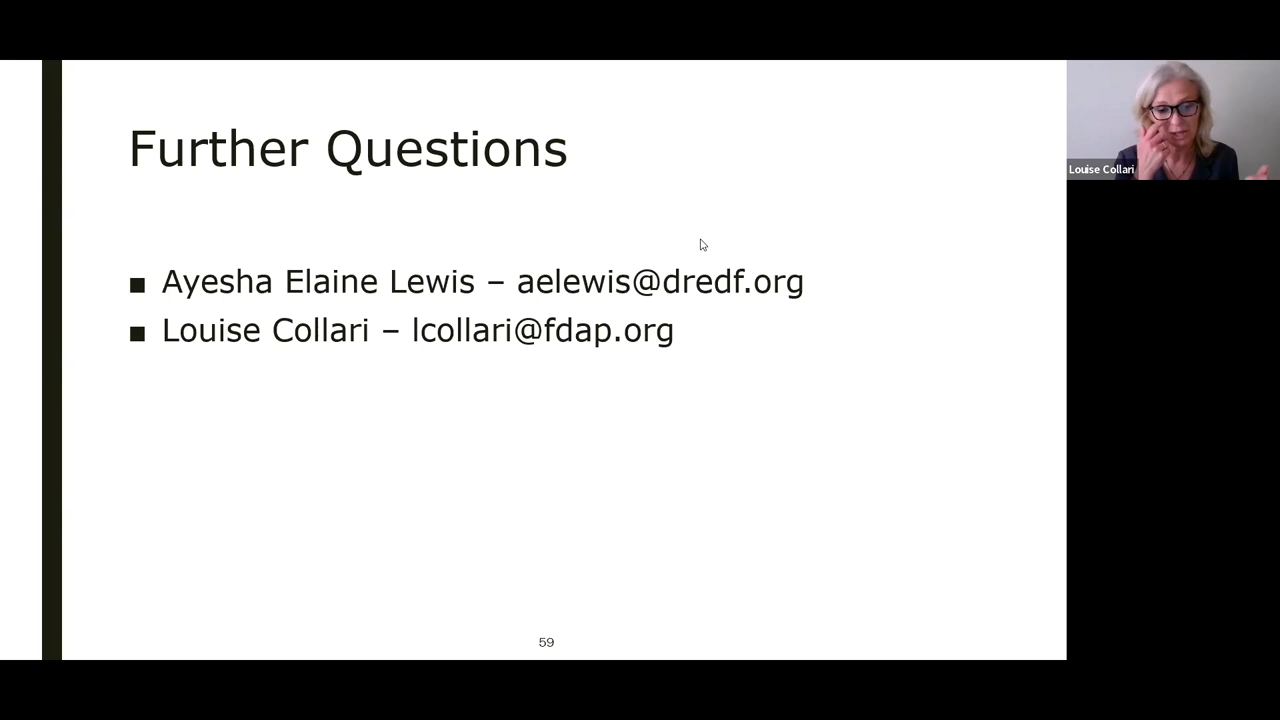 Further Questions
■ Ayesha Elaine Lewis – aelewis@dredf.org
■ Louise Collari – lcollari@fdap.org
59
Louise Collari